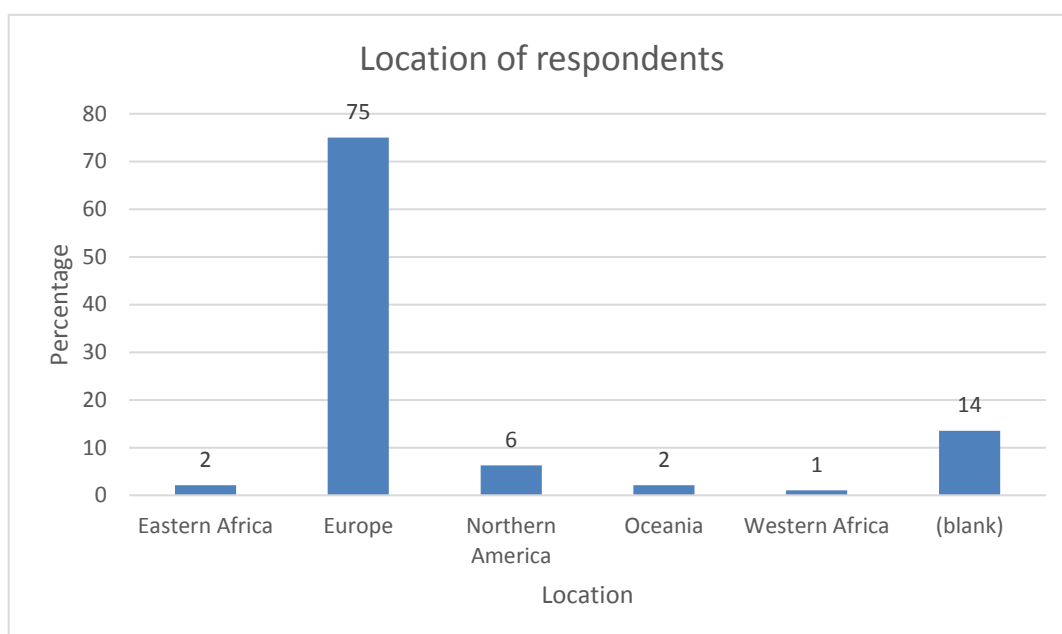 Location of respondents
80
70
60
50
40
30
20
10
0
Percentage
2
75
6
2
1
14
Eastern Africa
Europe
Northern
America
Oceania
Western Africa
(blank)
Location